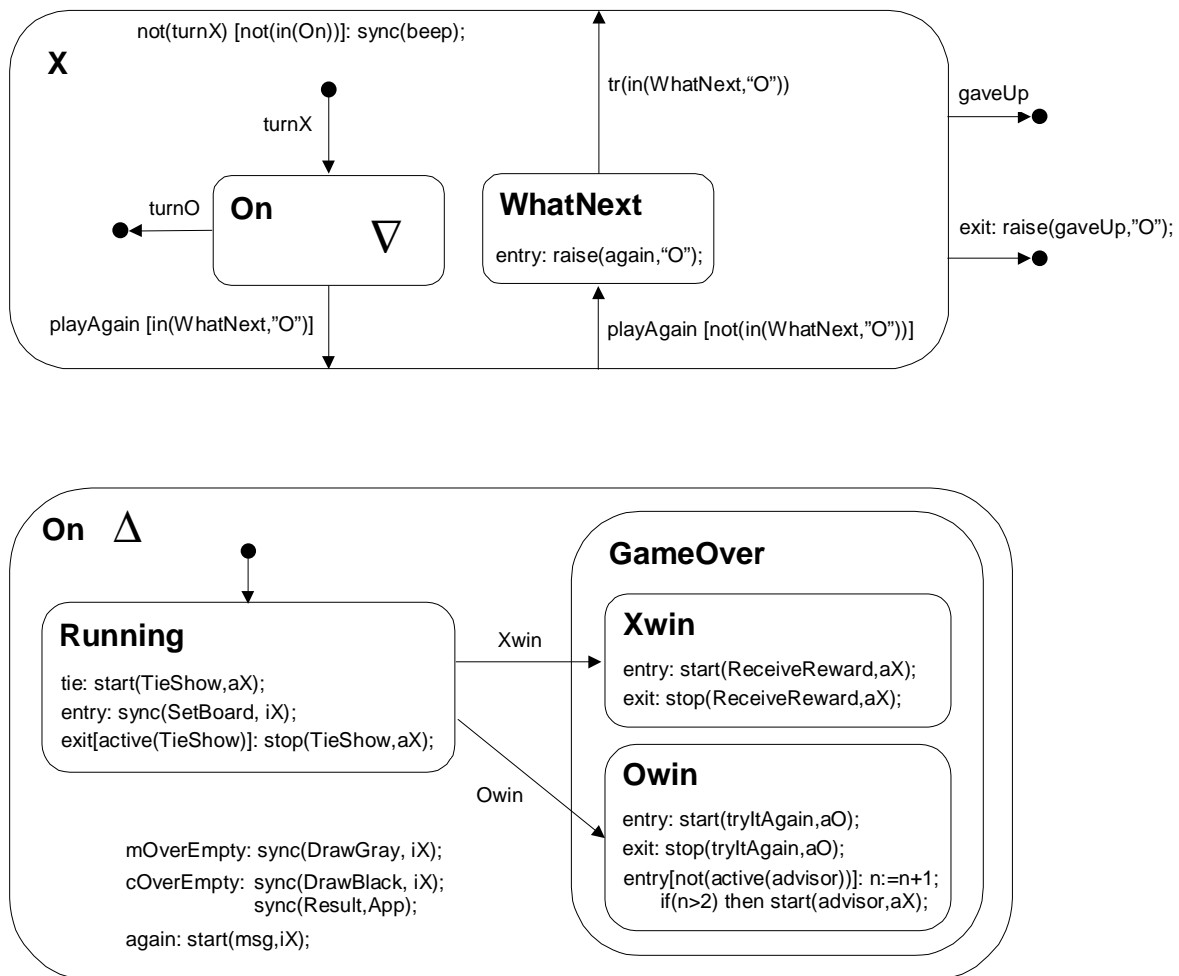 not(turnX) [not(in(On))]: sync(beep);
X
tr(in(WhatNext,“O”))
gaveUp
turnX
On
∇
turnO
WhatNext
entry: raise(again,“O”);
exit: raise(gaveUp,”O”);
playAgain [in(WhatNext,”O”)]
playAgain [not(in(WhatNext,”O”))]
On Δ
GameOver
Running
tie: start(TieShow,aX);
entry: sync(SetBoard, iX);
exit[active(TieShow)]: stop(TieShow,aX);
Xwin
Xwin
entry: start(ReceiveReward,aX);
exit: stop(ReceiveReward,aX);
Owin
Owin
entry: start(tryItAgain,aO);
exit: stop(tryItAgain,aO);
entry[not(active(advisor))]: n:=n+1;
if(n>2) then start(advisor,aX);
mOverEmpty: sync(DrawGray, iX);
cOverEmpty: sync(DrawBlack, iX);
sync(Result,App);
again: start(msg,iX);